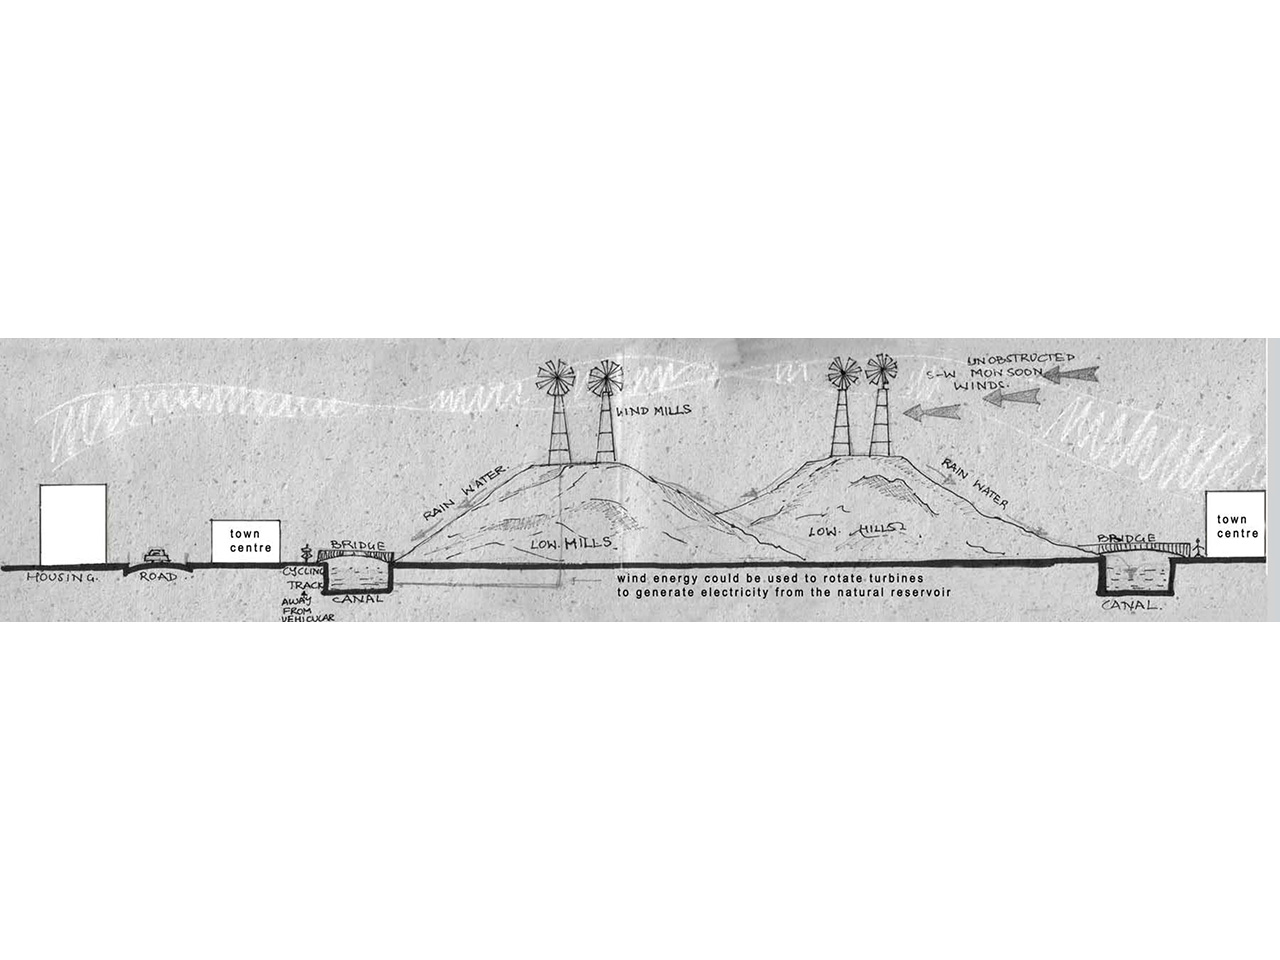 UNOBSTRUCTED
S-W MONSOON
WINDS.
WIND MILLS
RAIN WATER.
RAIN WATER
town
centre
town
centre
LOW. HILLS
LOW. HILLS
BRIDGE
BRIDGE
HOUSING.
ROAD.
CYCLING
TRACK
AWAY
FROM
VEHICULAR
CANAL
wind energy could be used to rotate turbines
to generate electricity from the natural reservoir
CANAL.